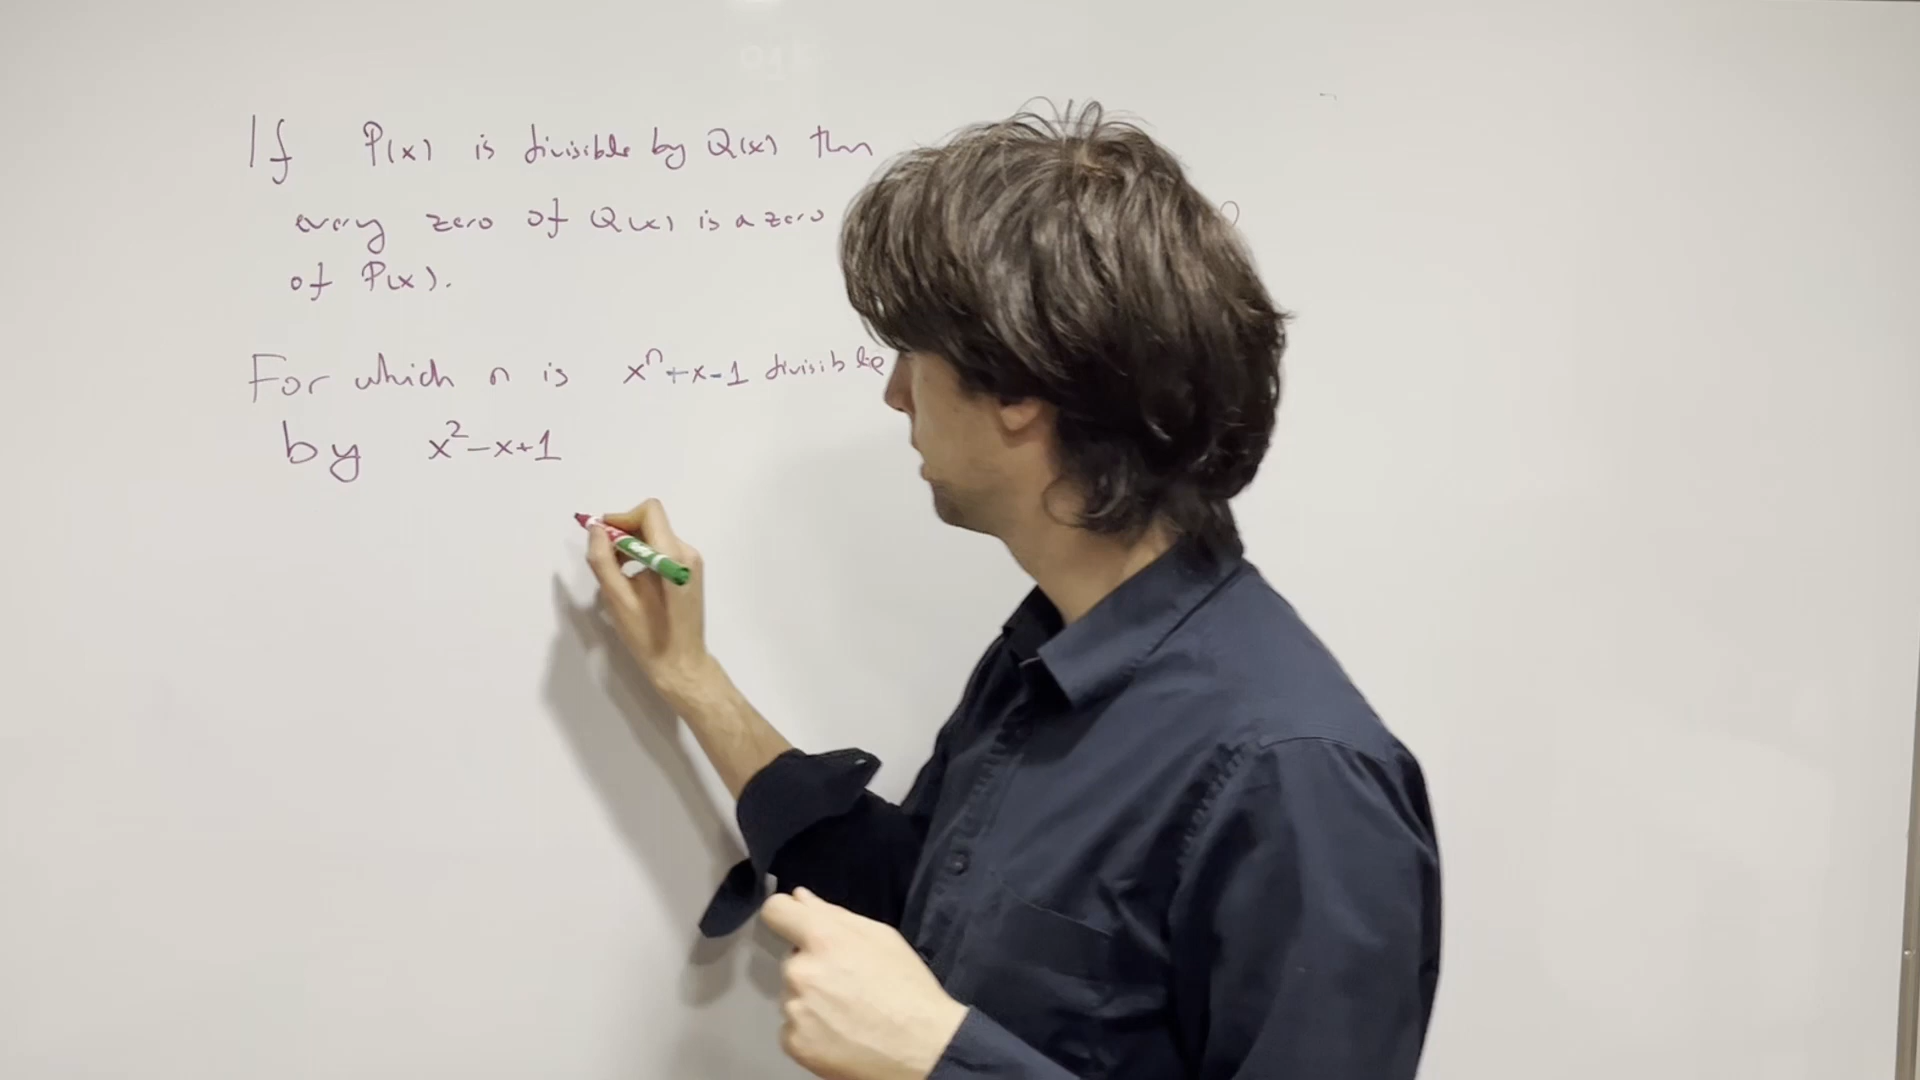 If P(x) is divisible by Q(x) then
every zero of Q(x) is a zero
of P(x).
For which n is xⁿ+x-1 divisible
by x²-x+1